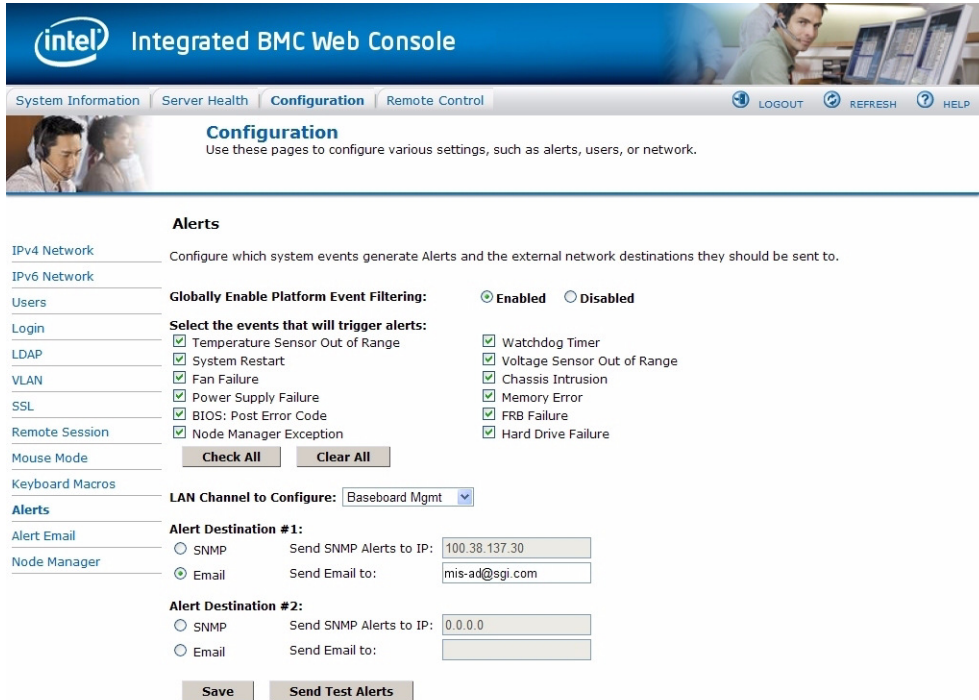 intel Integrated BMC Web Console
System Information Server Health Configuration Remote Control LOGOUT REFRESH HELP
Configuration
Use these pages to configure various settings, such as alerts, users, or network.
Alerts
IPv4 Network
IPv6 Network
Users
Login
LDAP
VLAN
SSL
Remote Session
Mouse Mode
Keyboard Macros
Alerts
Alert Email
Node Manager
Configure which system events generate Alerts and the external network destinations they should be sent to.
Globally Enable Platform Event Filtering: Enabled Disabled
Select the events that will trigger alerts:
Temperature Sensor Out of Range Watchdog Timer
System Restart Voltage Sensor Out of Range
Fan Failure Chassis Intrusion
Power Supply Failure Memory Error
BIOS: Post Error Code FRB Failure
Node Manager Exception Hard Drive Failure
Check All Clear All
LAN Channel to Configure: Baseboard Mgmt
Alert Destination #1:
SNMP Send SNMP Alerts to IP: 100.38.137.30
Email Send Email to: mis-ad@sgi.com
Alert Destination #2:
SNMP Send SNMP Alerts to IP: 0.0.0.0
Email Send Email to:
Save Send Test Alerts